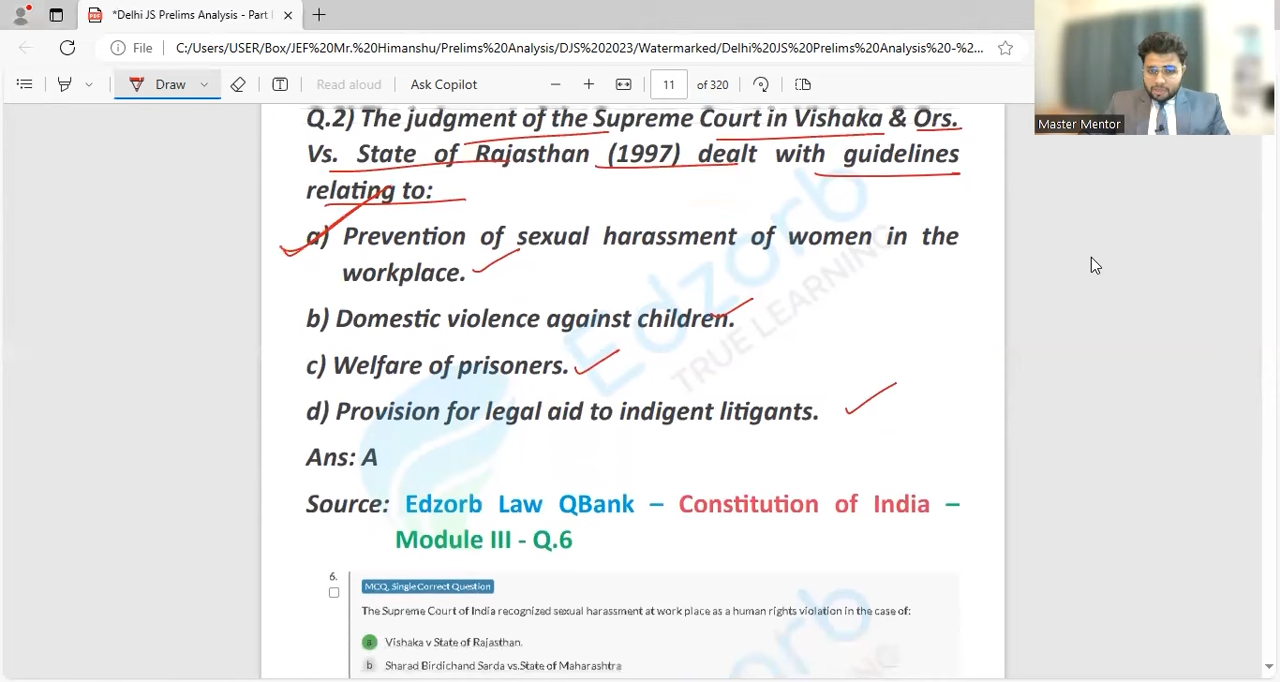 *Delhi JS Prelims Analysis - Part
File
C:/Users/USER/Box/JEF%20Mr.%20Himanshu/Prelims%20Analysis/DJS%202023/Watermarked/Delhi%20JS%20Prelims%20Analysis%20-%2...
Draw
Read aloud
Ask Copilot
11 of 320
Master Mentor
Q.2) The judgment of the Supreme Court in Vishaka & Ors.
Vs. State of Rajasthan (1997) dealt with guidelines
relating to:
a) Prevention of sexual harassment of women in the
workplace.
b) Domestic violence against children.
c) Welfare of prisoners.
d) Provision for legal aid to indigent litigants.
Ans: A
Source: Edzorb Law QBank – Constitution of India –
Module III - Q.6
Edzorb
TRUE LEARNING
6.
MCQ, Single Correct Question
The Supreme Court of India recognized sexual harassment at work place as a human rights violation in the case of:
a Vishaka v State of Rajasthan.
b Sharad Birdichand Sarda vs.State of Maharashtra